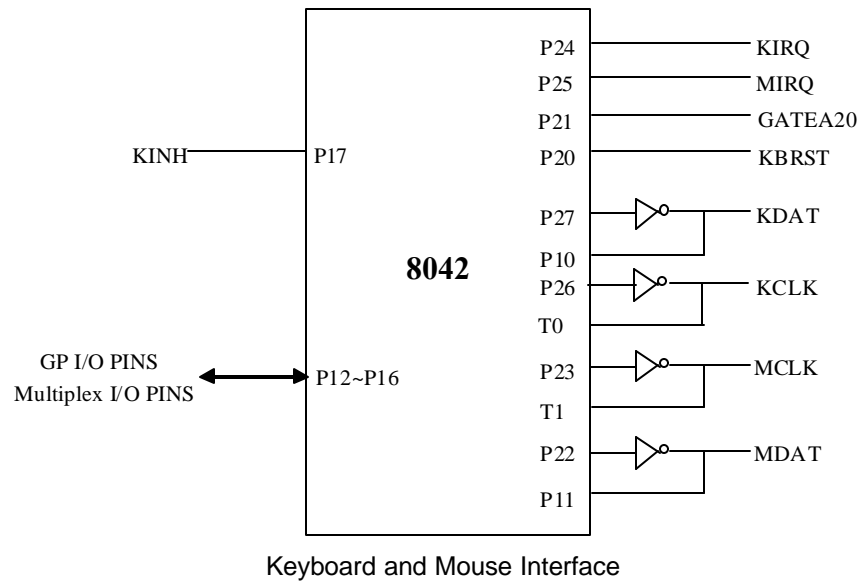 P24 KIRQ
P25 MIRQ
P21 GATEA20
KINH P17 P20 KBRST
P27 KDAT
8042
P10
P26 KCLK
T0
GP I/O PINS
Multiplex I/O PINS
P12~P16
P23 MCLK
T1
P22 MDAT
P11
Keyboard and Mouse Interface